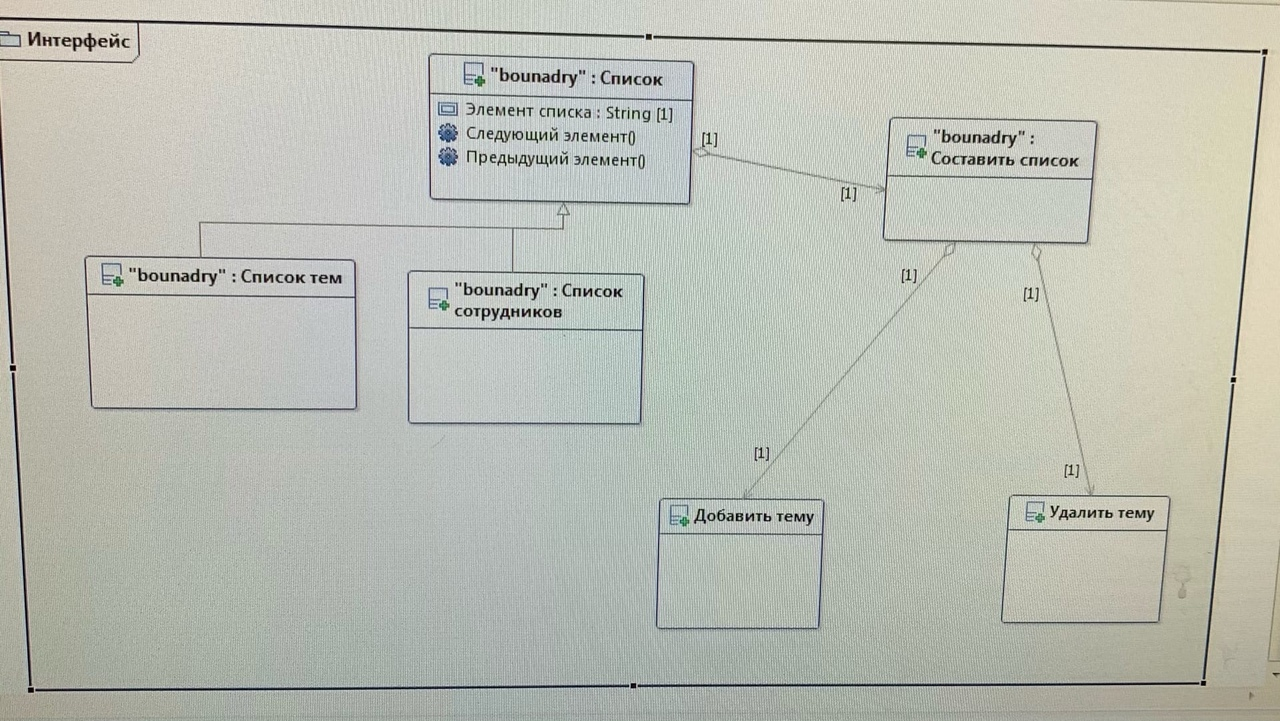 Интерфейс
"bounadry" : Список
Элемент списка : String [1]
Следующий элемент()
Предыдущий элемент()
[1]
[1]
"bounadry" :
Составить список
"bounadry" : Список тем
"bounadry" : Список
сотрудников
[1]
[1]
[1]
[1]
Добавить тему
Удалить тему